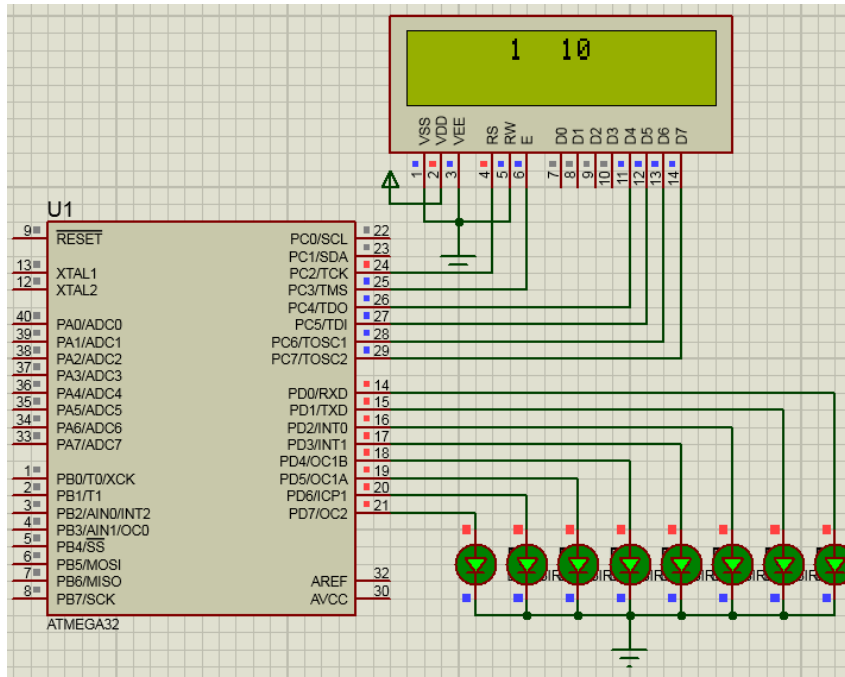 1 10
VSS
VDD
VEE
RS
RW
E
D0
D1
D2
D3
D4
D5
D6
D7
1
2
3
4
5
6
7
8
9
10
11
12
13
14
U1
9 RESET
13 XTAL1
12 XTAL2
40 PA0/ADC0
39 PA1/ADC1
38 PA2/ADC2
37 PA3/ADC3
36 PA4/ADC4
35 PA5/ADC5
34 PA6/ADC6
33 PA7/ADC7
1 PB0/T0/XCK
2 PB1/T1
3 PB2/AIN0/INT2
4 PB3/AIN1/OC0
5 PB4/SS
6 PB5/MOSI
7 PB6/MISO
8 PB7/SCK
PC0/SCL 22
PC1/SDA 23
PC2/TCK 24
PC3/TMS 25
PC4/TDO 26
PC5/TDI 27
PC6/TOSC1 28
PC7/TOSC2 29
PD0/RXD 14
PD1/TXD 15
PD2/INT0 16
PD3/INT1 17
PD4/OC1B 18
PD5/OC1A 19
PD6/ICP1 20
PD7/OC2 21
AREF 32
AVCC 30
ATMEGA32